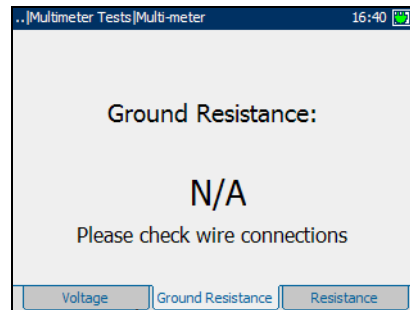 ..|Multimeter Tests|Multi-meter 16:40
Ground Resistance:
N/A
Please check wire connections
Voltage Ground Resistance Resistance